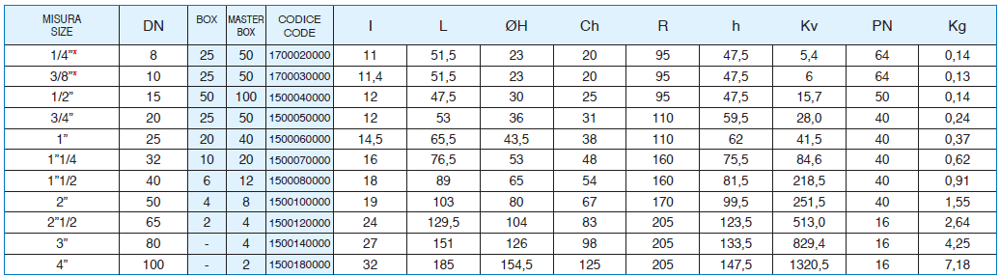 MISURA SIZE DN BOX MASTER BOX CODICE CODE I L ØH Ch R h Kv PN Kg
1/4”* 8 25 50 1700020000 11 51,5 23 20 95 47,5 5,4 64 0,14
3/8”* 10 25 50 1700030000 11,4 51,5 23 20 95 47,5 6 64 0,13
1/2” 15 50 100 1500040000 12 47,5 30 25 95 47,5 15,7 50 0,14
3/4” 20 25 50 1500050000 12 53 36 31 110 59,5 28,0 40 0,24
1” 25 20 40 1500060000 14,5 65,5 43,5 38 110 62 41,5 40 0,37
1”1/4 32 10 20 1500070000 16 76,5 53 48 160 75,5 84,6 40 0,62
1”1/2 40 6 12 1500080000 18 89 65 54 160 81,5 218,5 40 0,91
2” 50 4 8 1500100000 19 103 80 67 170 99,5 251,5 40 1,55
2”1/2 65 2 4 1500120000 24 129,5 104 83 205 123,5 513,0 16 2,64
3” 80 - 4 1500140000 27 151 126 98 205 133,5 829,4 16 4,25
4” 100 - 2 1500180000 32 185 154,5 125 205 147,5 1320,5 16 7,18